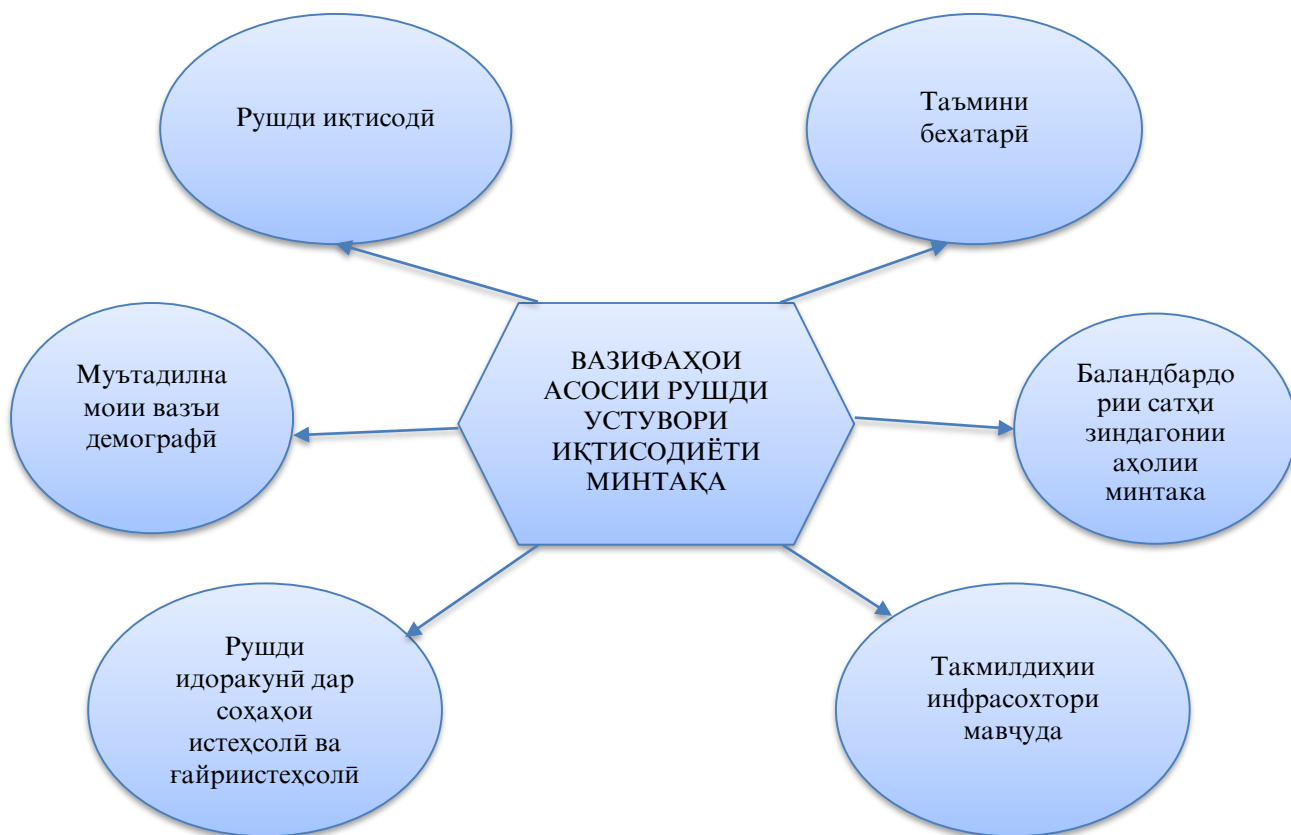 Рушди иқтисодӣ
Таъмини
бехатарӣ
ВАЗИФАҲОИ
АСОСИИ РУШДИ
УСТУВОРИ
ИҚТИСОДИЁТИ
МИНТАҚА
Муътадилна
моии вазъи
демографӣ
Баландбардо
рии сатҳи
зиндагонии
аҳолии
минтака
Рушди
идоракунӣ дар
соҳаҳои
истеҳсолӣ ва
ғайриистеҳсолӣ
Такмилдиҳии
инфрасохтори
мавҷуда